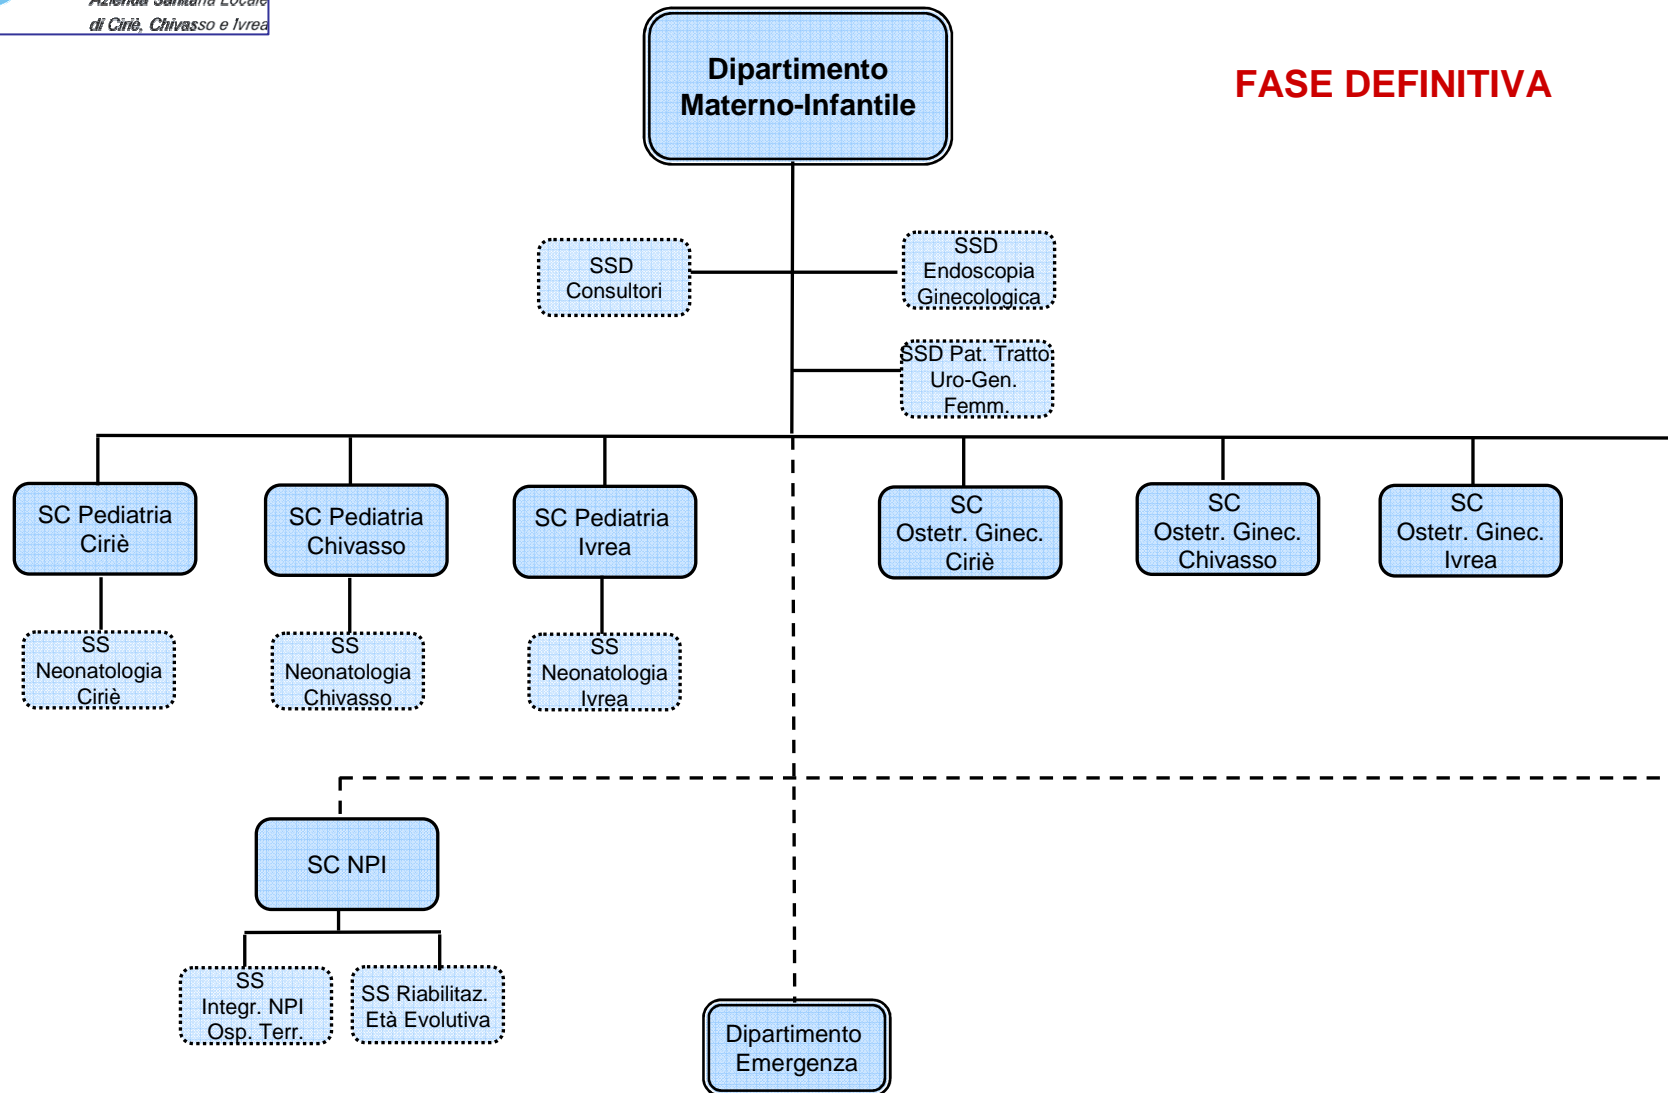 Azienda Sanitaria Locale
di Ciriè, Chivasso e Ivrea
Dipartimento
Materno-Infantile
FASE DEFINITIVA
SSD
Consultori
SSD
Endoscopia
Ginecologica
SSD Pat. Tratto
Uro-Gen.
Femm.
SC Pediatria
Ciriè
SC Pediatria
Chivasso
SC Pediatria
Ivrea
SC
Ostetr. Ginec.
Ciriè
SC
Ostetr. Ginec.
Chivasso
SC
Ostetr. Ginec.
Ivrea
SS
Neonatologia
Ciriè
SS
Neonatologia
Chivasso
SS
Neonatologia
Ivrea
SC NPI
SS
Integr. NPI
Osp. Terr.
SS Riabilitaz.
Età Evolutiva
Dipartimento
Emergenza